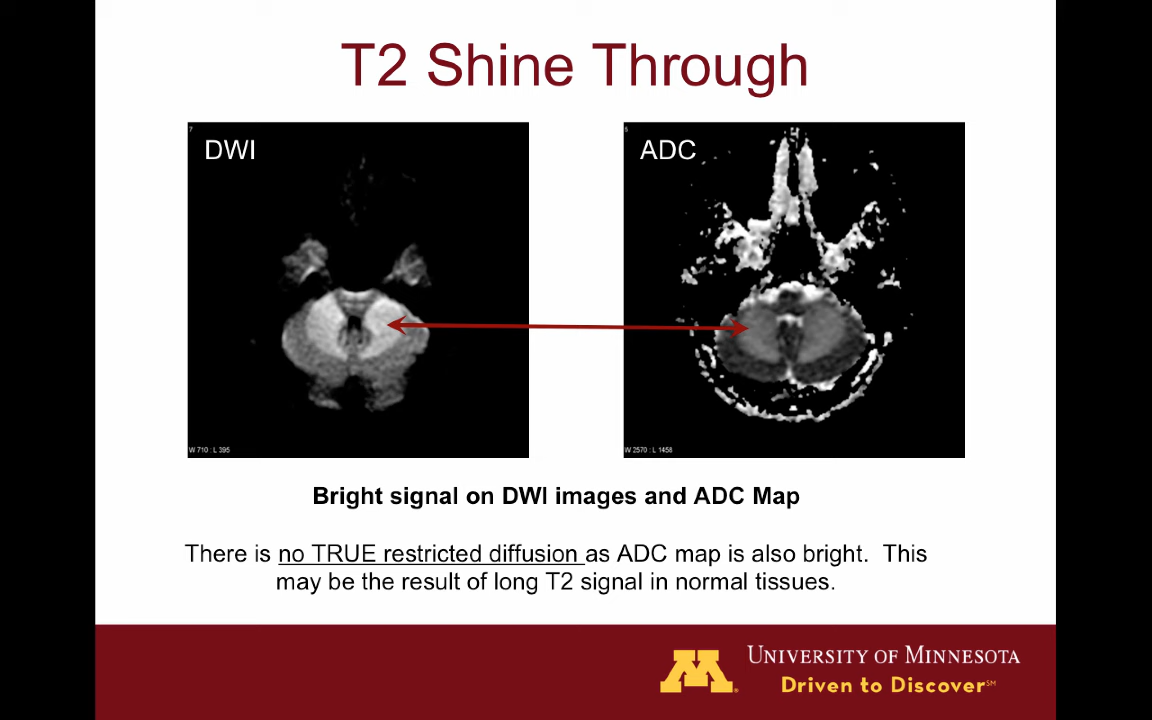 T2 Shine Through
7
DWI
W 710 : L 395
5
ADC
W 2570 : L 1458
Bright signal on DWI images and ADC Map
There is no TRUE restricted diffusion as ADC map is also bright.  This
may be the result of long T2 signal in normal tissues.
M
UNIVERSITY OF MINNESOTA
Driven to Discover℠